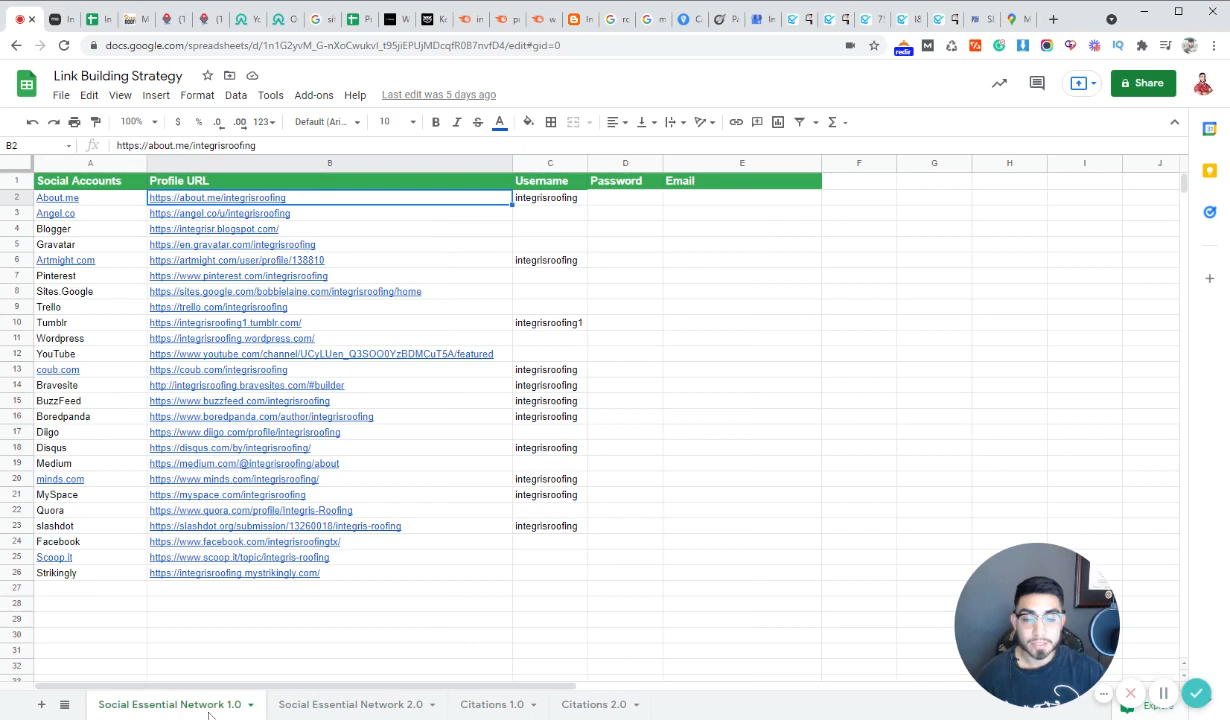 docs.google.com/spreadsheets/d/1n1G2yvM_G-nXoCwukvI_t95jiEPUjMDcqfR0B7nvfD4/edit#gid=0
Link Building Strategy
File Edit View Insert Format Data Tools Add-ons Help Last edit was 5 days ago
Share
100% $ % .0 .00 123 Default (Ari... 10 B I S A
B2 fx https://about.me/integrisroofing
A B C D E F G H I J
1 Social Accounts Profile URL Username Password Email
2 About.me https://about.me/integrisroofing integrisroofing
3 Angel.co https://angel.co/u/integrisroofing
4 Blogger https://integrisr.blogspot.com/
5 Gravatar https://en.gravatar.com/integrisroofing
6 Artmight.com https://artmight.com/user/profile/138810 integrisroofing
7 Pinterest https://www.pinterest.com/integrisroofing
8 Sites.Google https://sites.google.com/bobbielaine.com/integrisroofing/home
9 Trello https://trello.com/integrisroofing
10 Tumblr https://integrisroofing1.tumblr.com/ integrisroofing1
11 Wordpress https://integrisroofing.wordpress.com/
12 YouTube https://www.youtube.com/channel/UCyLUen_Q3SOO0YzBDMCuT5A/featured
13 coub.com https://coub.com/integrisroofing integrisroofing
14 Bravesite http://integrisroofing.bravesites.com/#builder integrisroofing
15 BuzzFeed https://www.buzzfeed.com/integrisroofing integrisroofing
16 Boredpanda https://www.boredpanda.com/author/integrisroofing integrisroofing
17 Diigo https://www.diigo.com/profile/integrisroofing
18 Disqus https://disqus.com/by/integrisroofing/ integrisroofing
19 Medium https://medium.com/@integrisroofing/about
20 minds.com https://www.minds.com/integrisroofing/ integrisroofing
21 MySpace https://myspace.com/integrisroofing integrisroofing
22 Quora https://www.quora.com/profile/Integris-Roofing
23 slashdot https://slashdot.org/submission/13260018/integris-roofing integrisroofing
24 Facebook https://www.facebook.com/integrisroofingtx/
25 Scoop.it https://www.scoop.it/topic/integris-roofing
26 Strikingly https://integrisroofing.mystrikingly.com/
27
28
29
30
31
32
Social Essential Network 1.0 Social Essential Network 2.0 Citations 1.0 Citations 2.0 Explore